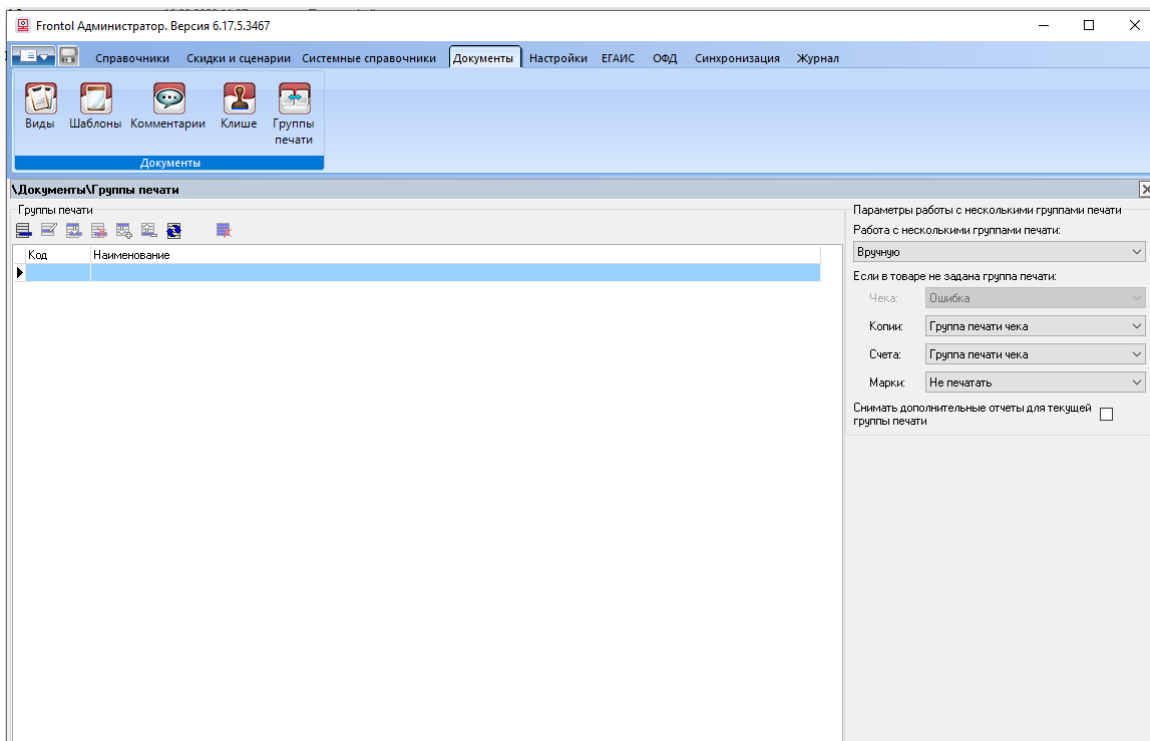 Frontol Администратор. Версия 6.17.5.3467
Справочники Скидки и сценарии Системные справочники Документы Настройки ЕГАИС ОФД Синхронизация Журнал
Виды Шаблоны Комментарии Клише Группы печати
Документы
\Документы\Группы печати
Группы печати
Код Наименование
Параметры работы с несколькими группами печати
Работа с несколькими группами печати:
Вручную
Если в товаре не задана группа печати:
Чека: Ошибка
Копии: Группа печати чека
Счета: Группа печати чека
Марки: Не печатать
Снимать дополнительные отчеты для текущей
группы печати